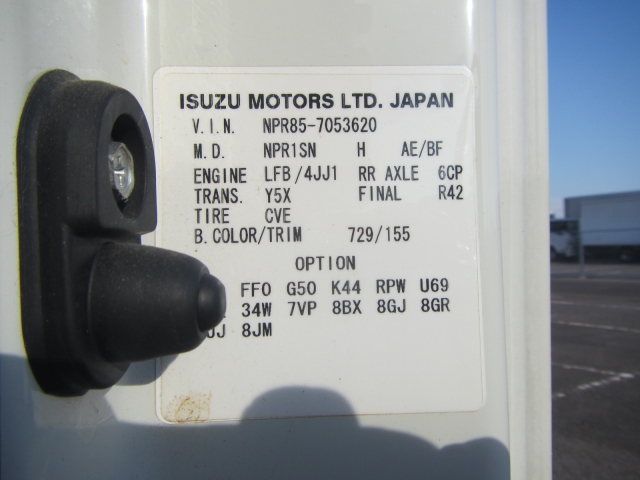 ISUZU MOTORS LTD. JAPAN
V.I.N. NPR85-7053620
M.D. NPR1SN H AE/BF
ENGINE LFB/4JJ1 RR AXLE 6CP
TRANS. Y5X FINAL R42
TIRE CVE
B.COLOR/TRIM 729/155
OPTION
FF0 G50 K44 RPW U69
34W 7VP 8BX 8GJ 8GR
8JM